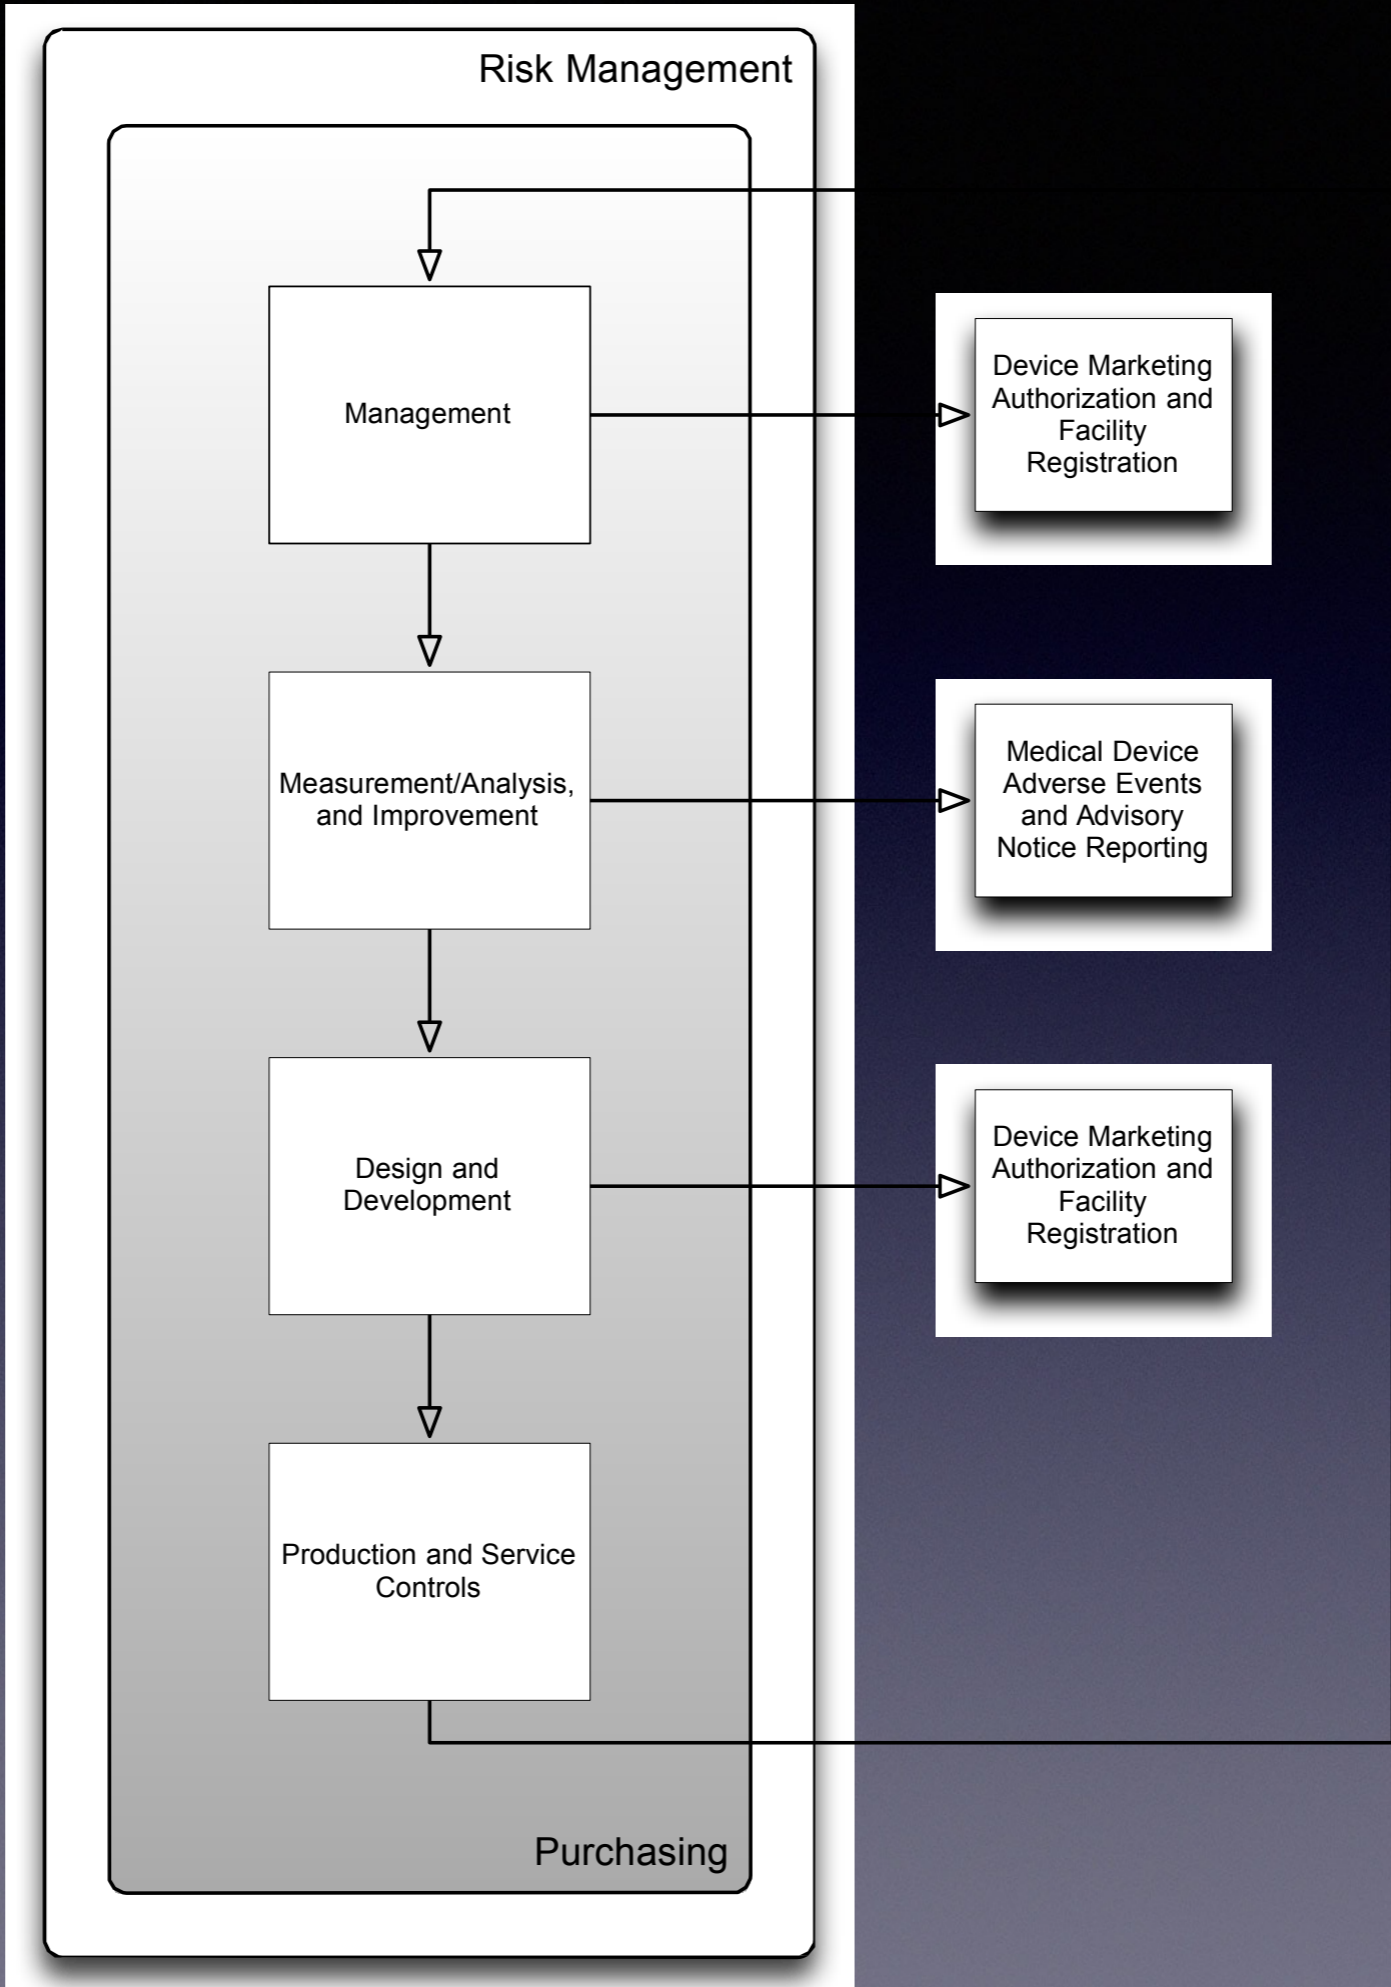 Risk Management
Management
Device Marketing
Authorization and
Facility
Registration
Measurement/Analysis,
and Improvement
Medical Device
Adverse Events
and Advisory
Notice Reporting
Design and
Development
Device Marketing
Authorization and
Facility
Registration
Production and Service
Controls
Purchasing